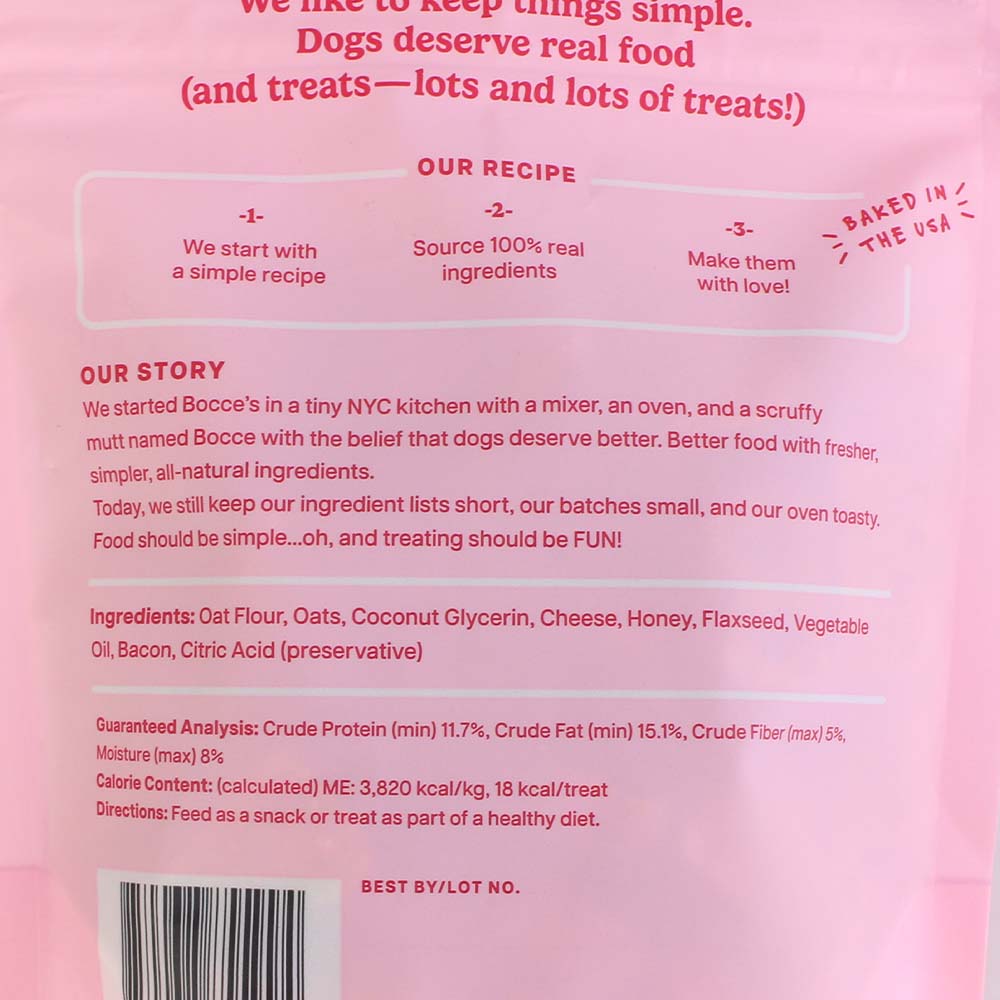 We like to keep things simple.
Dogs deserve real food
(and treats—lots and lots of treats!)
OUR RECIPE
-1-
We start with
a simple recipe
-2-
Source 100% real
ingredients
-3-
Make them
with love!
BAKED IN
THE USA
OUR STORY
We started Bocce's in a tiny NYC kitchen with a mixer, an oven, and a scruffy
mutt named Bocce with the belief that dogs deserve better. Better food with fresher,
simpler, all-natural ingredients.
Today, we still keep our ingredient lists short, our batches small, and our oven toasty.
Food should be simple...oh, and treating should be FUN!
Ingredients: Oat Flour, Oats, Coconut Glycerin, Cheese, Honey, Flaxseed, Vegetable
Oil, Bacon, Citric Acid (preservative)
Guaranteed Analysis: Crude Protein (min) 11.7%, Crude Fat (min) 15.1%, Crude Fiber (max) 5%,
Moisture (max) 8%
Calorie Content: (calculated) ME: 3,820 kcal/kg, 18 kcal/treat
Directions: Feed as a snack or treat as part of a healthy diet.
BEST BY/LOT NO.